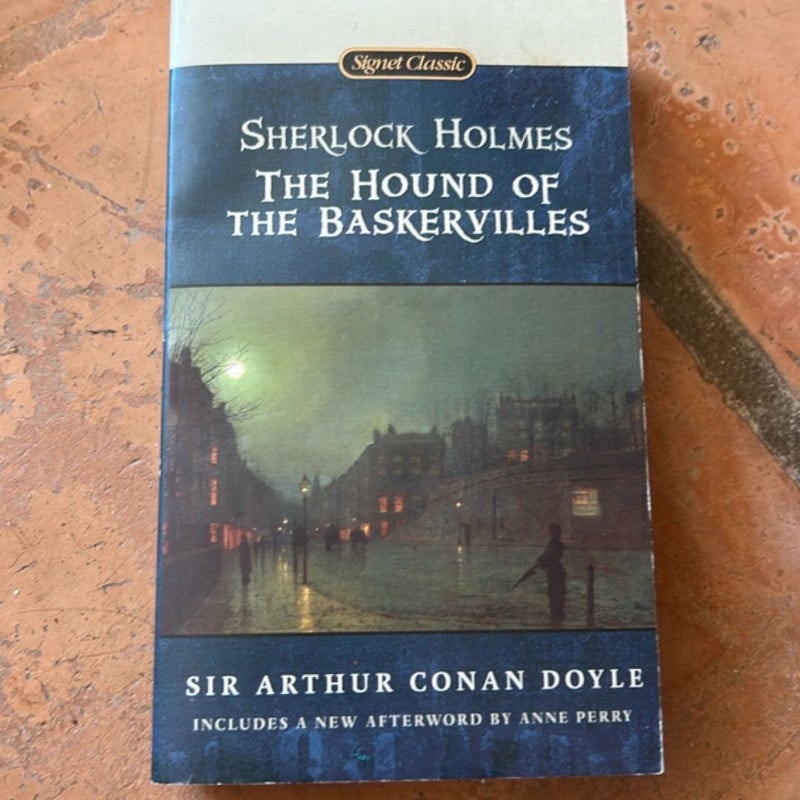 Signet Classic
Sherlock Holmes
The Hound of
the Baskervilles
SIR ARTHUR CONAN DOYLE
INCLUDES A NEW AFTERWORD BY ANNE PERRY